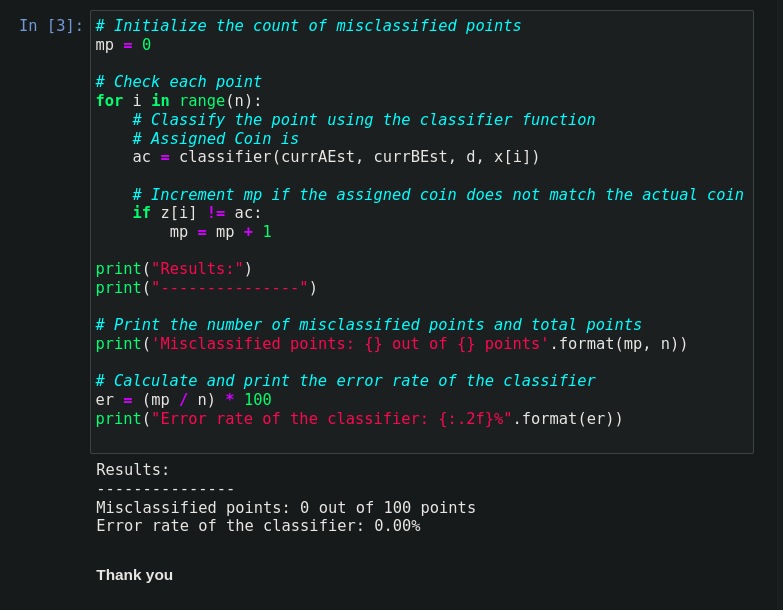 In [3]:
# Initialize the count of misclassified points
mp = 0

# Check each point
for i in range(n):
    # Classify the point using the classifier function
    # Assigned Coin is
    ac = classifier(currAEst, currBEst, d, x[i])

    # Increment mp if the assigned coin does not match the actual coin
    if z[i] != ac:
        mp = mp + 1

print("Results:")
print("---------------")

# Print the number of misclassified points and total points
print('Misclassified points: {} out of {} points'.format(mp, n))

# Calculate and print the error rate of the classifier
er = (mp / n) * 100
print("Error rate of the classifier: {:.2f}%".format(er))

Results:
---------------
Misclassified points: 0 out of 100 points
Error rate of the classifier: 0.00%

Thank you